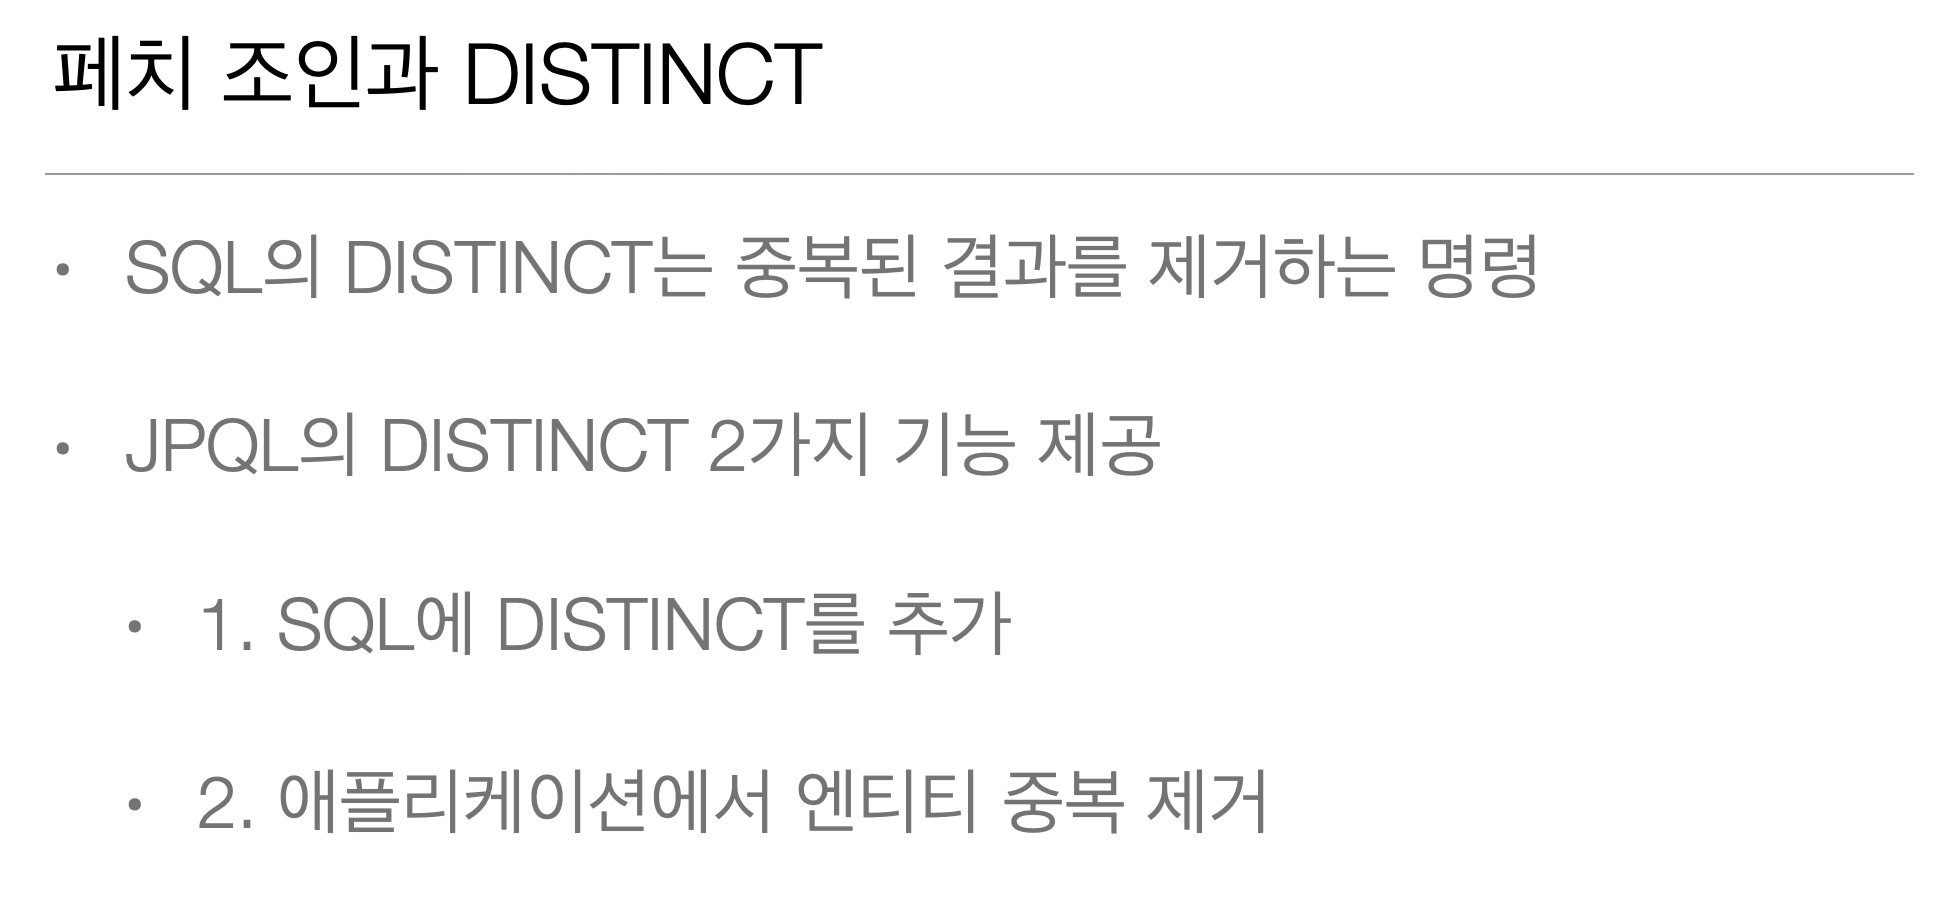 페치 조인과 DISTINCT
• SQL의 DISTINCT는 중복된 결과를 제거하는 명령
• JPQL의 DISTINCT 2가지 기능 제공
• 1. SQL에 DISTINCT를 추가
• 2. 애플리케이션에서 엔티티 중복 제거